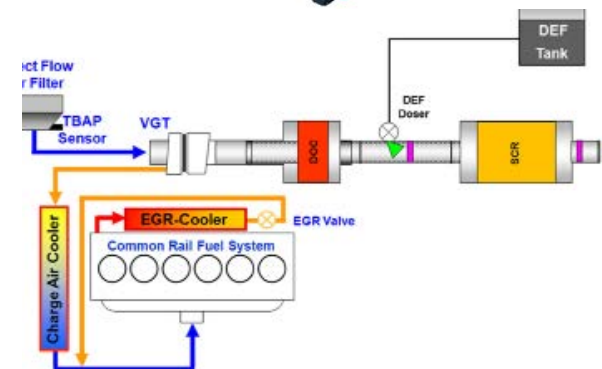 DEF
Tank
ect Flow
r Filter
TBAP
Sensor
VGT
DEF
Doser
DOC
SCR
EGR-Cooler
EGR Valve
Common Rail Fuel System
Charge Air Cooler